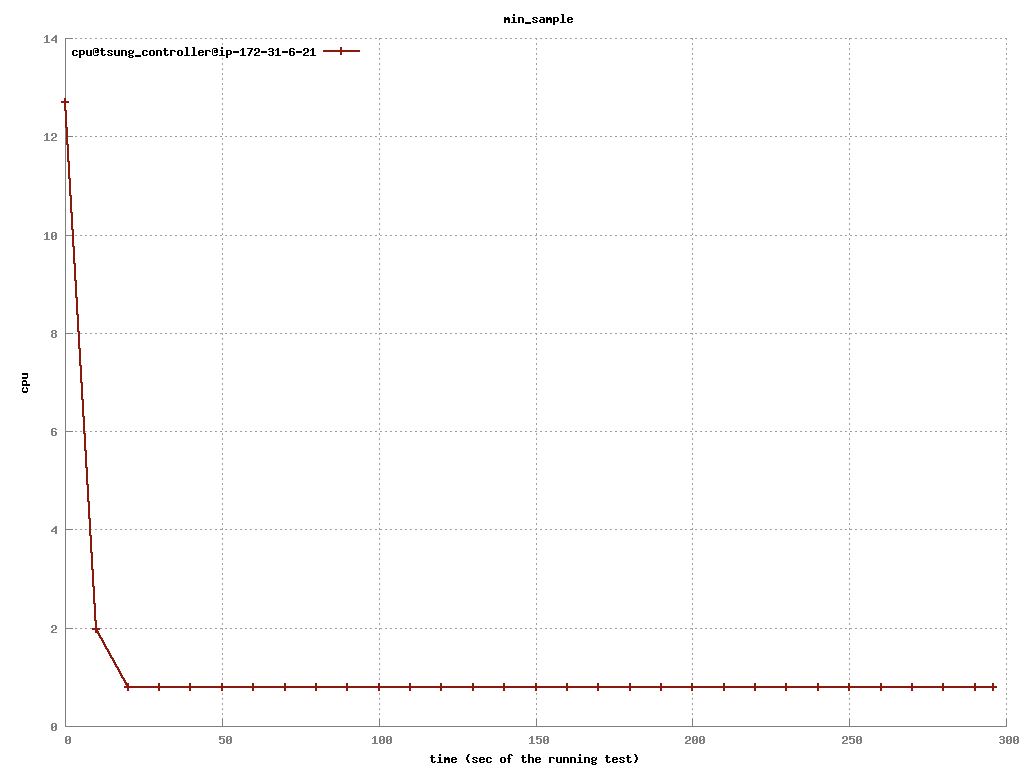 min_sample
14
cpu@tsung_controller@ip-172-31-6-21
12
10
8
cpu
6
4
2
0
0 50 100 150 200 250 300
time (sec of the running test)